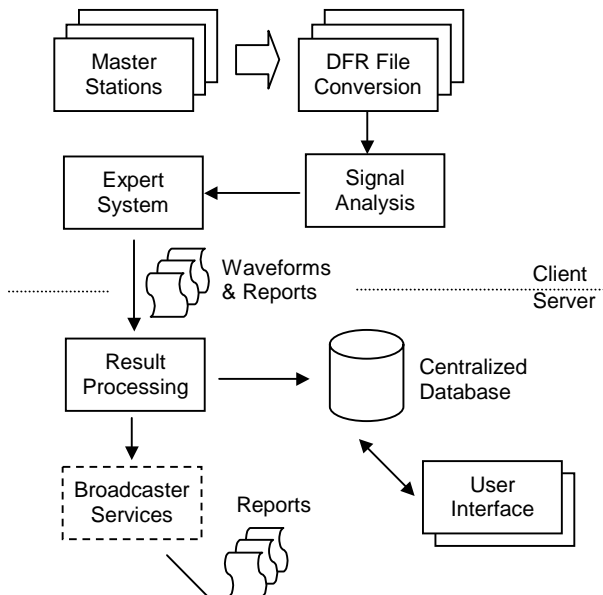 Master
Stations
DFR File
Conversion
Expert
System
Signal
Analysis
Waveforms
& Reports
Client
Server
Result
Processing
Centralized
Database
Broadcaster
Services
Reports
User
Interface